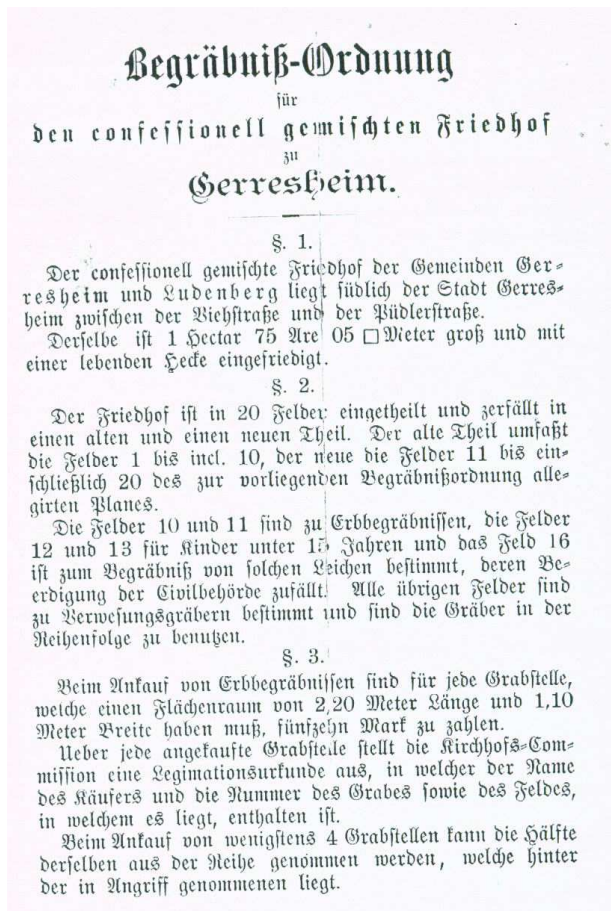 Begräbniß-Ordnung
für
den confessionell gemischten Friedhof
zu
Gerresheim.
§. 1.
Der confessionell gemischte Friedhof der Gemeinden Ger-
resheim und Ludenberg liegt südlich der Stadt Gerres-
heim zwischen der Viehstraße und der Püdlerstraße.
Derselbe ist 1 Hectar 75 Are 05 □Meter groß und mit
einer lebenden Hecke eingefriedigt.
§. 2.
Der Friedhof ist in 20 Felder eingetheilt und zerfällt in
einen alten und einen neuen Theil. Der alte Theil umfaßt
die Felder 1 bis incl. 10, der neue die Felder 11 bis ein-
schließlich 20 des zur vorliegenden Begräbnißordnung alle-
girten Planes.
Die Felder 10 und 11 sind zu Erbbegräbnissen, die Felder
12 und 13 für Kinder unter 15 Jahren und das Feld 16
ist zum Begräbniß von solchen Leichen bestimmt, deren Be-
erdigung der Civilbehörde zufällt. Alle übrigen Felder sind
zu Verwesungsgräbern bestimmt und sind die Gräber in der
Reihenfolge zu benutzen.
§. 3.
Beim Ankauf von Erbbegräbnissen sind für jede Grabstelle,
welche einen Flächenraum von 2,20 Meter Länge und 1,10
Meter Breite haben muß, fünfzehn Mark zu zahlen.
Ueber jede angekaufte Grabstelle stellt die Kirchhofs-Com-
mission eine Legimationsurkunde aus, in welcher der Name
des Käufers und die Nummer des Grabes sowie des Feldes,
in welchem es liegt, enthalten ist.
Beim Ankauf von wenigstens 4 Grabstellen kann die Hälfte
derselben aus der Reihe genommen werden, welche hinter
der in Angriff genommenen liegt.